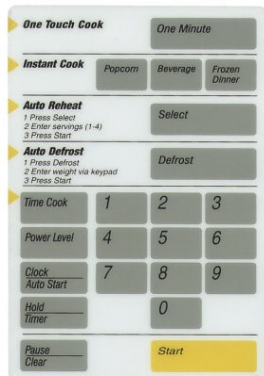 One Touch Cook One Minute
Instant Cook Popcorn Beverage Frozen Dinner
Auto Reheat
1 Press Select
2 Enter servings (1-4)
3 Press Start
Select
Auto Defrost
1 Press Defrost
2 Enter weight via keypad
3 Press Start
Defrost
Time Cook 1 2 3
Power Level 4 5 6
Clock
Auto Start
7 8 9
Hold
Timer
0
Pause
Clear
Start